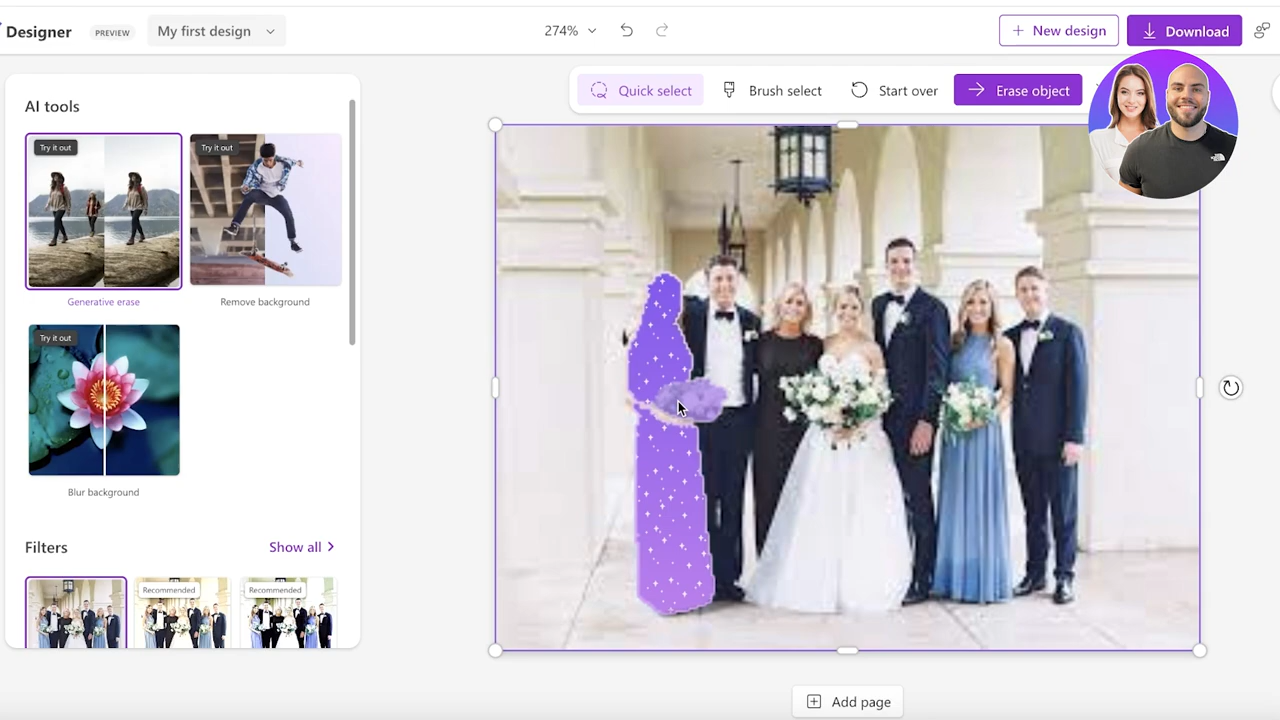 Designer
PREVIEW
My first design
274%
New design
Download
AI tools
Quick select
Brush select
Start over
Erase object
Try it out
Try it out
Generative erase
Remove background
Try it out
Blur background
Filters
Show all
Recommended
Recommended
Add page